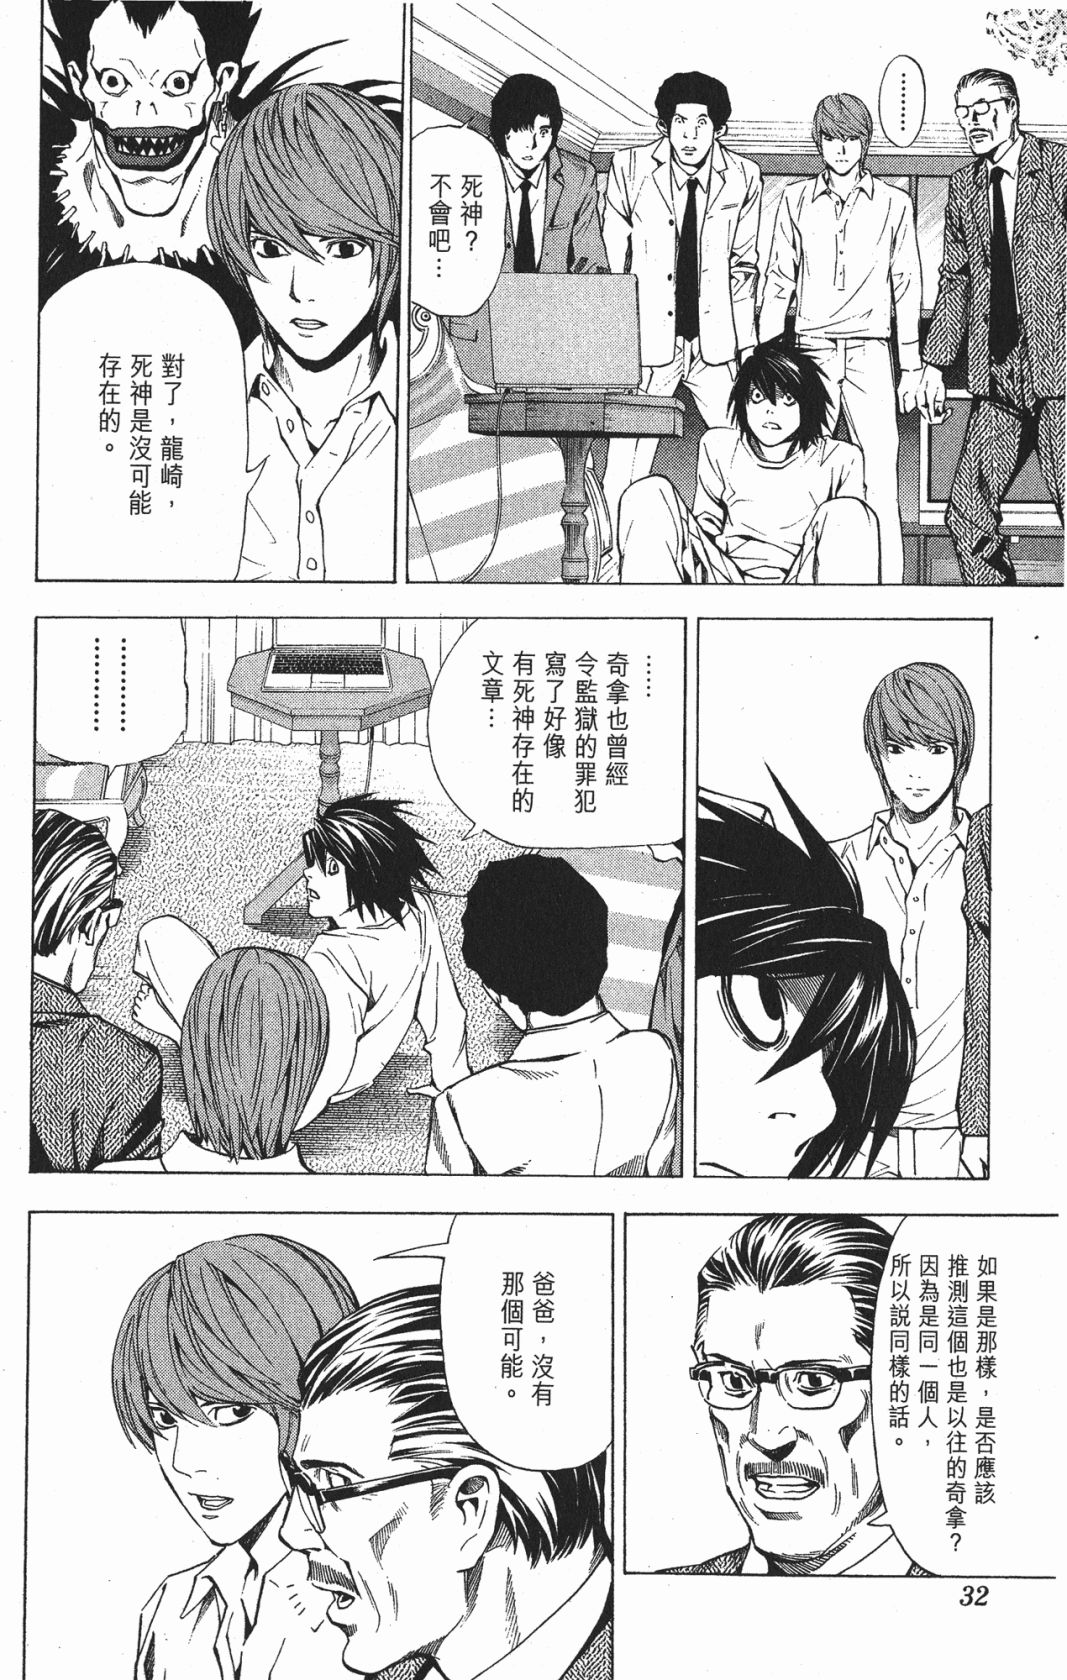 ………
死神？
不會吧…
對了，龍崎，
死神是沒可能
存在的。
……
奇拿也曾經
令監獄的罪犯
寫了好像
有死神存在的
文章…
…………
…………
如果是那樣，是否應該
推測這個也是以往的奇拿？
因為是同一個人，
所以說同樣的話。
爸爸，沒有
那個可能。
32